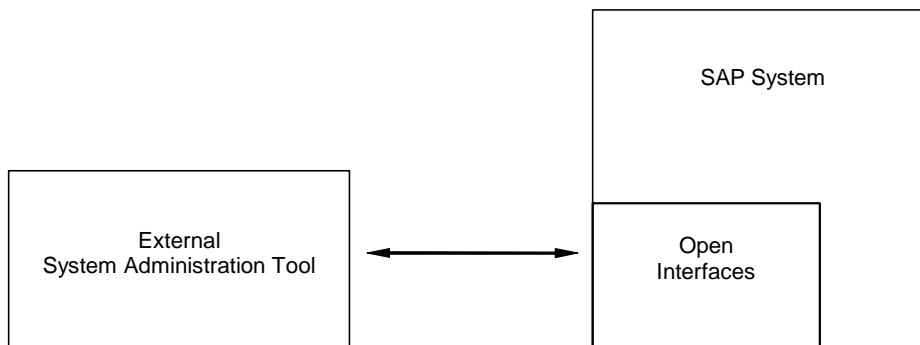 SAP System
External
System Administration Tool
Open
Interfaces